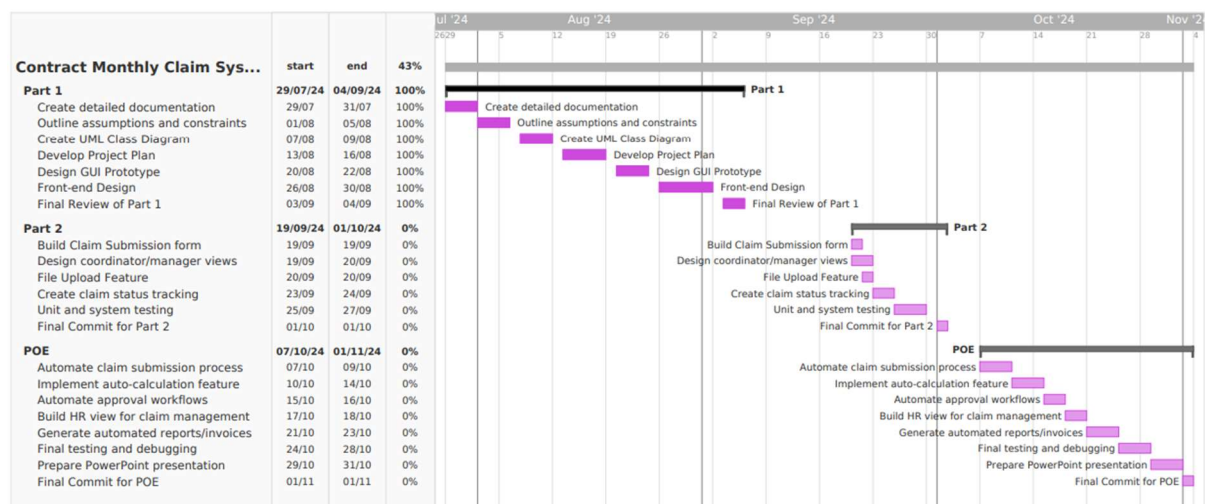 ul '24 Aug '24 Sep '24 Oct '24 Nov '24
2629 5 12 19 26 2 9 16 23 30 7 14 21 28 4
Contract Monthly Claim Sys... start end 43%
Part 1 29/07/24 04/09/24 100% Part 1
Create detailed documentation 29/07 31/07 100% Create detailed documentation
Outline assumptions and constraints 01/08 05/08 100% Outline assumptions and constraints
Create UML Class Diagram 07/08 09/08 100% Create UML Class Diagram
Develop Project Plan 13/08 16/08 100% Develop Project Plan
Design GUI Prototype 20/08 22/08 100% Design GUI Prototype
Front-end Design 26/08 30/08 100% Front-end Design
Final Review of Part 1 03/09 04/09 100% Final Review of Part 1
Part 2 19/09/24 01/10/24 0% Part 2
Build Claim Submission form 19/09 19/09 0% Build Claim Submission form
Design coordinator/manager views 19/09 20/09 0% Design coordinator/manager views
File Upload Feature 20/09 20/09 0% File Upload Feature
Create claim status tracking 23/09 24/09 0% Create claim status tracking
Unit and system testing 25/09 27/09 0% Unit and system testing
Final Commit for Part 2 01/10 01/10 0% Final Commit for Part 2
POE 07/10/24 01/11/24 0% POE
Automate claim submission process 07/10 09/10 0% Automate claim submission process
Implement auto-calculation feature 10/10 14/10 0% Implement auto-calculation feature
Automate approval workflows 15/10 16/10 0% Automate approval workflows
Build HR view for claim management 17/10 18/10 0% Build HR view for claim management
Generate automated reports/invoices 21/10 23/10 0% Generate automated reports/invoices
Final testing and debugging 24/10 28/10 0% Final testing and debugging
Prepare PowerPoint presentation 29/10 31/10 0% Prepare PowerPoint presentation
Final Commit for POE 01/11 01/11 0% Final Commit for POE